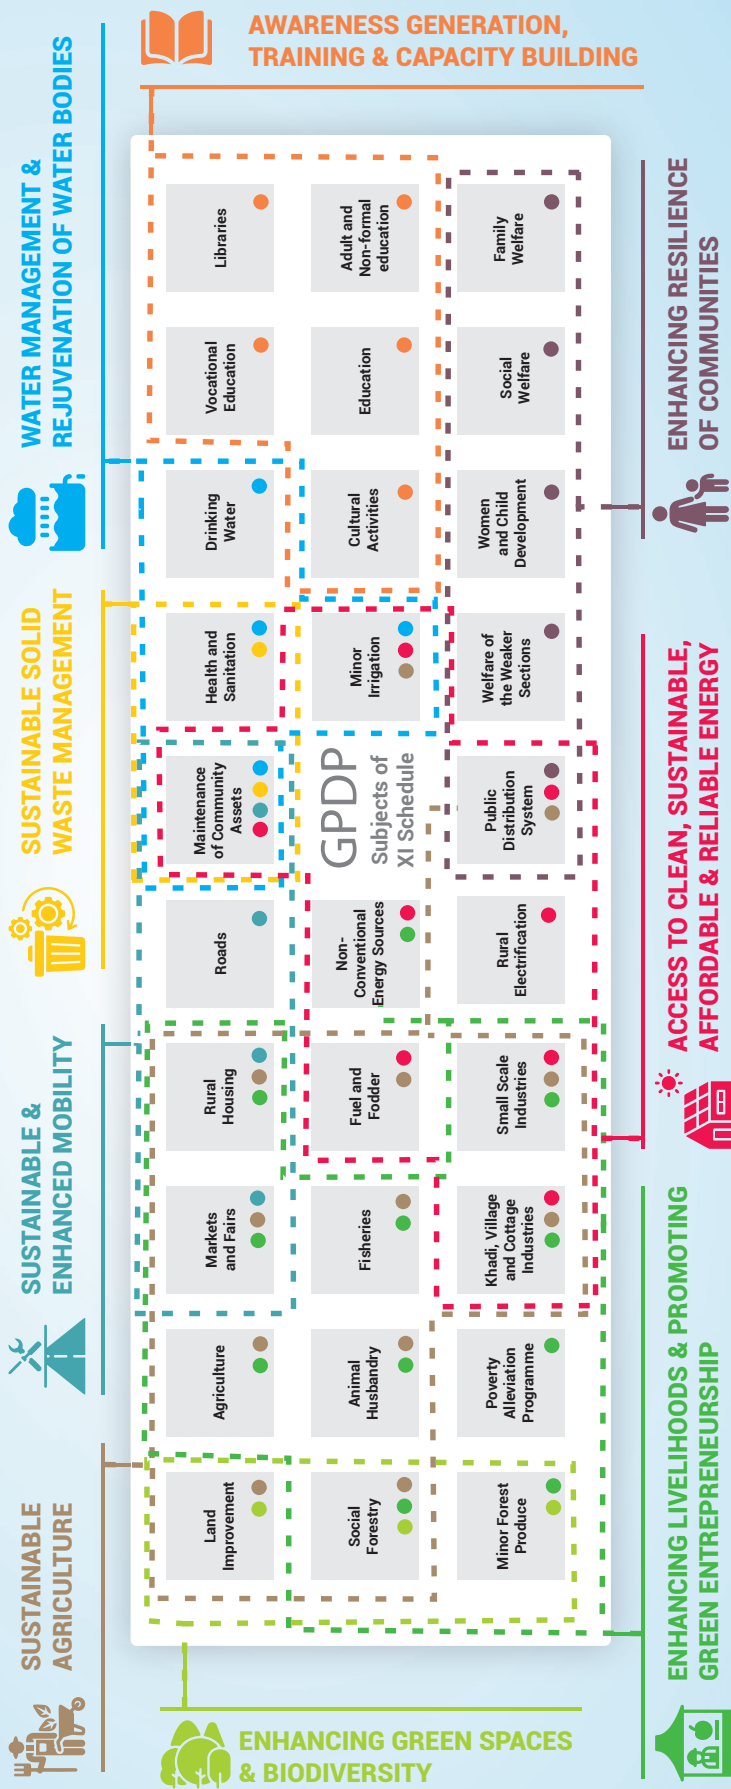 AWARENESS GENERATION,
TRAINING & CAPACITY BUILDING
WATER MANAGEMENT &
REJUVENATION OF WATER BODIES
SUSTAINABLE SOLID
WASTE MANAGEMENT
SUSTAINABLE &
ENHANCED MOBILITY
SUSTAINABLE
AGRICULTURE
Land
Improvement
Agriculture
Markets
and Fairs
Rural
Housing
Roads
Maintenance
of Community
Assets
Health and
Sanitation
Drinking
Water
Vocational
Education
Libraries
Social
Forestry
Animal
Husbandry
Fisheries
Fuel and
Fodder
Non-
Conventional
Energy Sources
GPDP
Subjects of
XI Schedule
Minor
Irrigation
Cultural
Activities
Education
Adult and
Non-formal
education
Minor Forest
Produce
Poverty
Alleviation
Programme
Khadi, Village
and Cottage
Industries
Small Scale
Industries
Rural
Electrification
Public
Distribution
System
Welfare of
the Weaker
Sections
Women
and Child
Development
Social
Welfare
Family
Welfare
ENHANCING LIVELIHOODS & PROMOTING
GREEN ENTREPRENEURSHIP
ACCESS TO CLEAN, SUSTAINABLE,
AFFORDABLE & RELIABLE ENERGY
ENHANCING RESILIENCE
OF COMMUNITIES
ENHANCING GREEN SPACES
& BIODIVERSITY